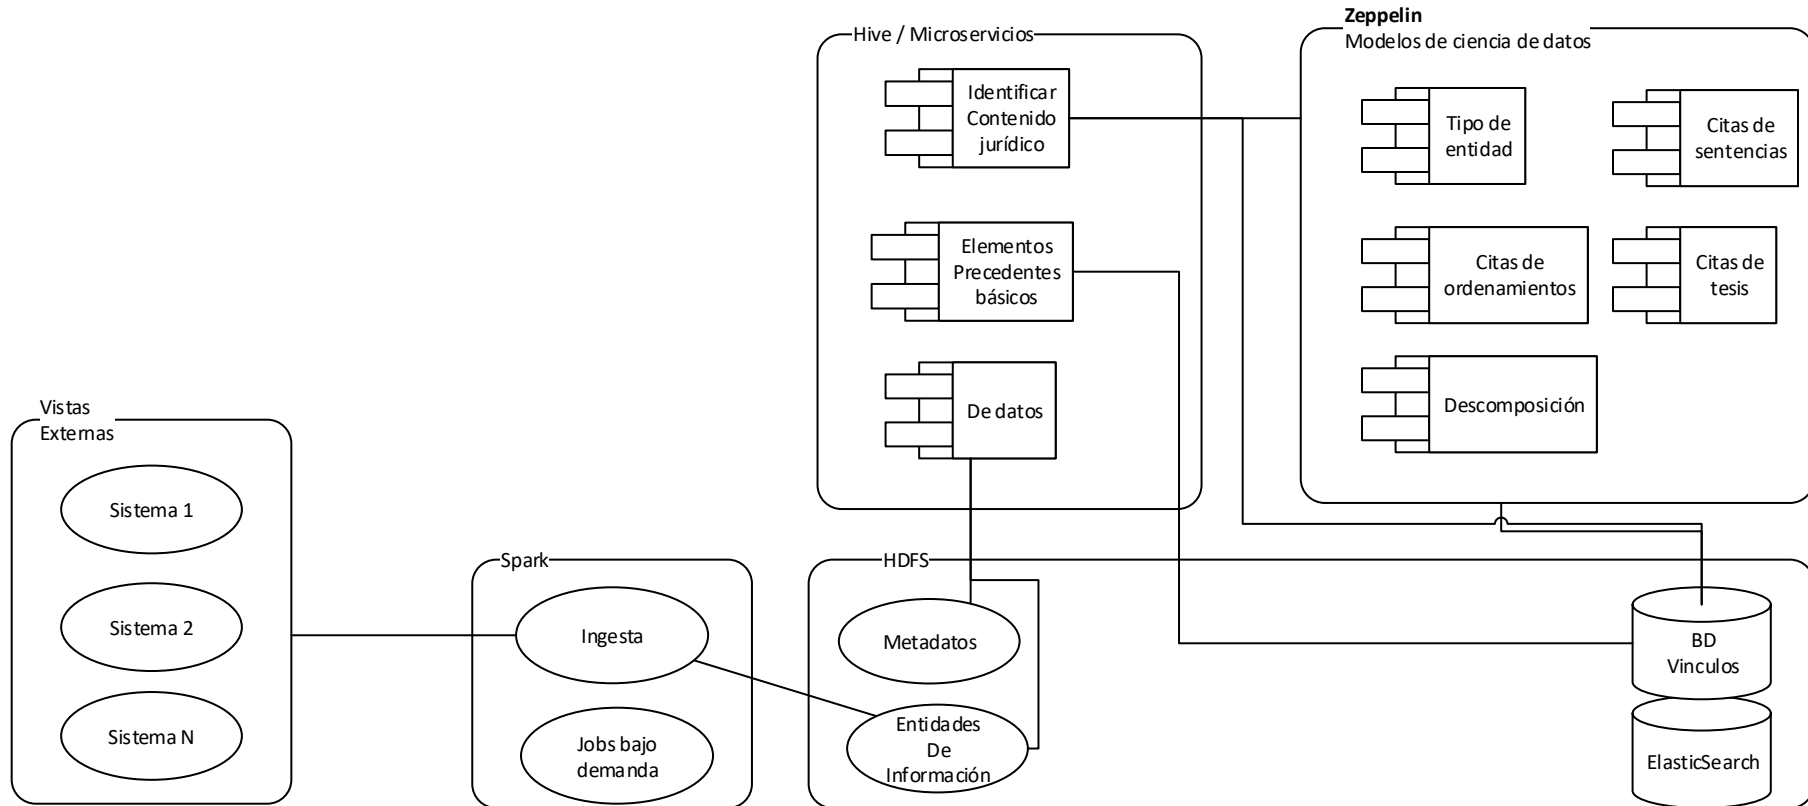 Zeppelin
Modelos de ciencia de datos
Hive / Microservicios
Identificar
Contenido
jurídico
Tipo de
entidad
Citas de
sentencias
Elementos
Precedentes
básicos
Citas de
ordenamientos
Citas de
tesis
De datos
Descomposición
Vistas
Externas
Sistema 1
Sistema 2
Sistema N
Spark
Ingesta
Jobs bajo
demanda
HDFS
Metadatos
Entidades
De
Información
BD
Vinculos
ElasticSearch